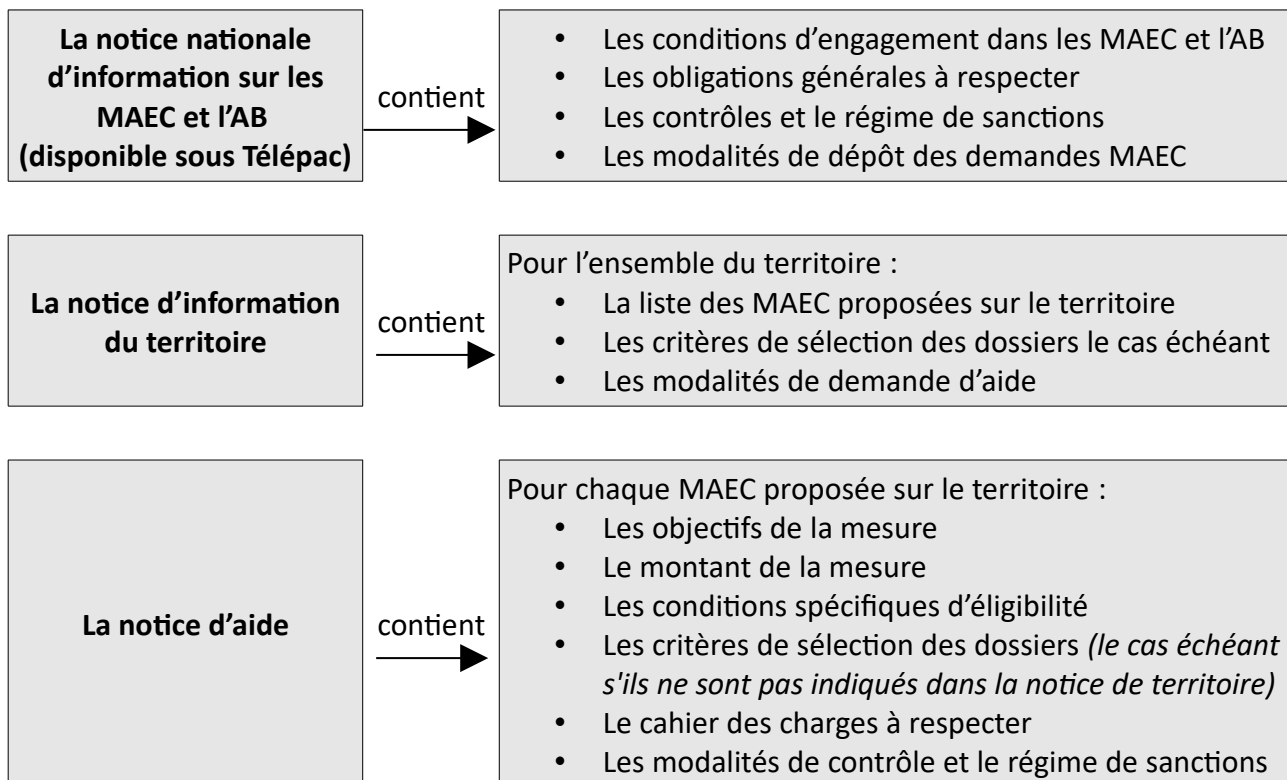 La notice nationale
d’information sur les
MAEC et l’AB
(disponible sous Télépac)
contient
• Les conditions d’engagement dans les MAEC et l’AB
• Les obligations générales à respecter
• Les contrôles et le régime de sanctions
• Les modalités de dépôt des demandes MAEC
La notice d’information
du territoire
contient
Pour l’ensemble du territoire :
• La liste des MAEC proposées sur le territoire
• Les critères de sélection des dossiers le cas échéant
• Les modalités de demande d’aide
La notice d’aide
contient
Pour chaque MAEC proposée sur le territoire :
• Les objectifs de la mesure
• Le montant de la mesure
• Les conditions spécifiques d’éligibilité
• Les critères de sélection des dossiers (le cas échéant
s'ils ne sont pas indiqués dans la notice de territoire)
• Le cahier des charges à respecter
• Les modalités de contrôle et le régime de sanctions